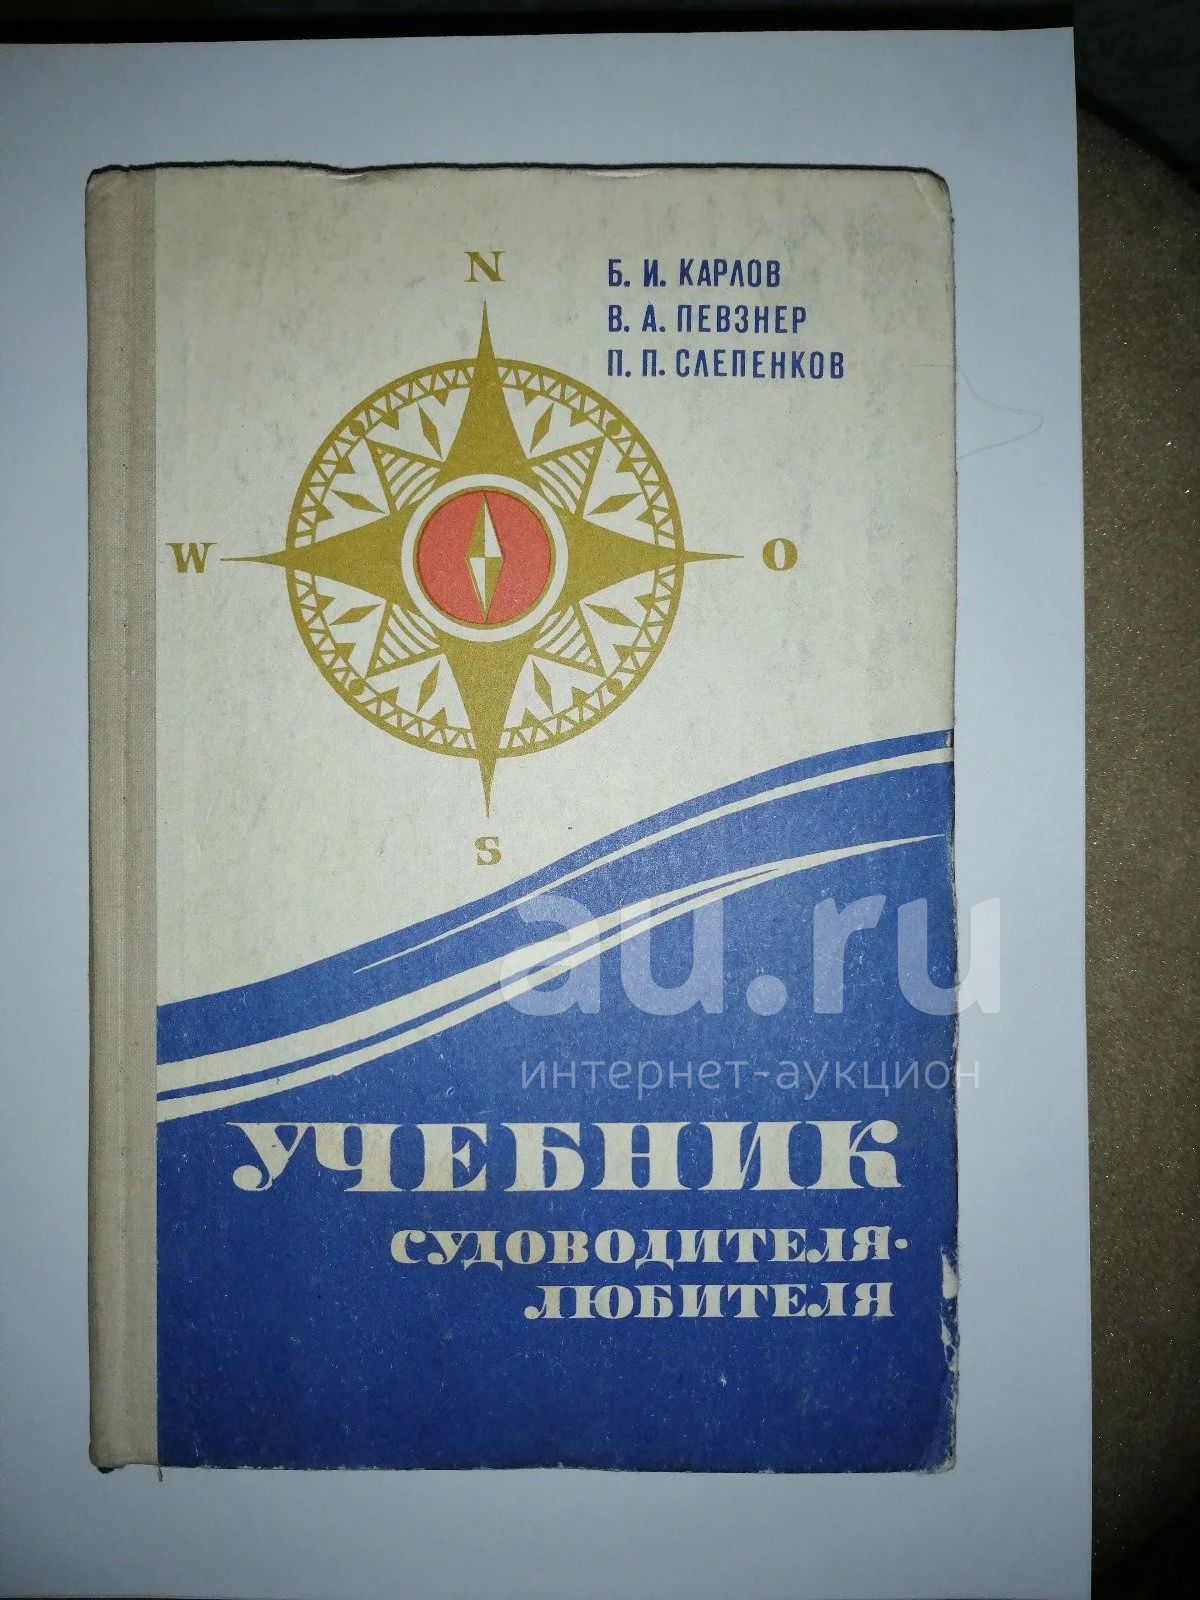 N
Б. И. КАРЛОВ
В. А. ПЕВЗНЕР
П. П. СЛЕПЕНКОВ
W
O
S
au.ru
интернет-аукцион
УЧЕБНИК
СУДОВОДИТЕЛЯ-
ЛЮБИТЕЛЯ